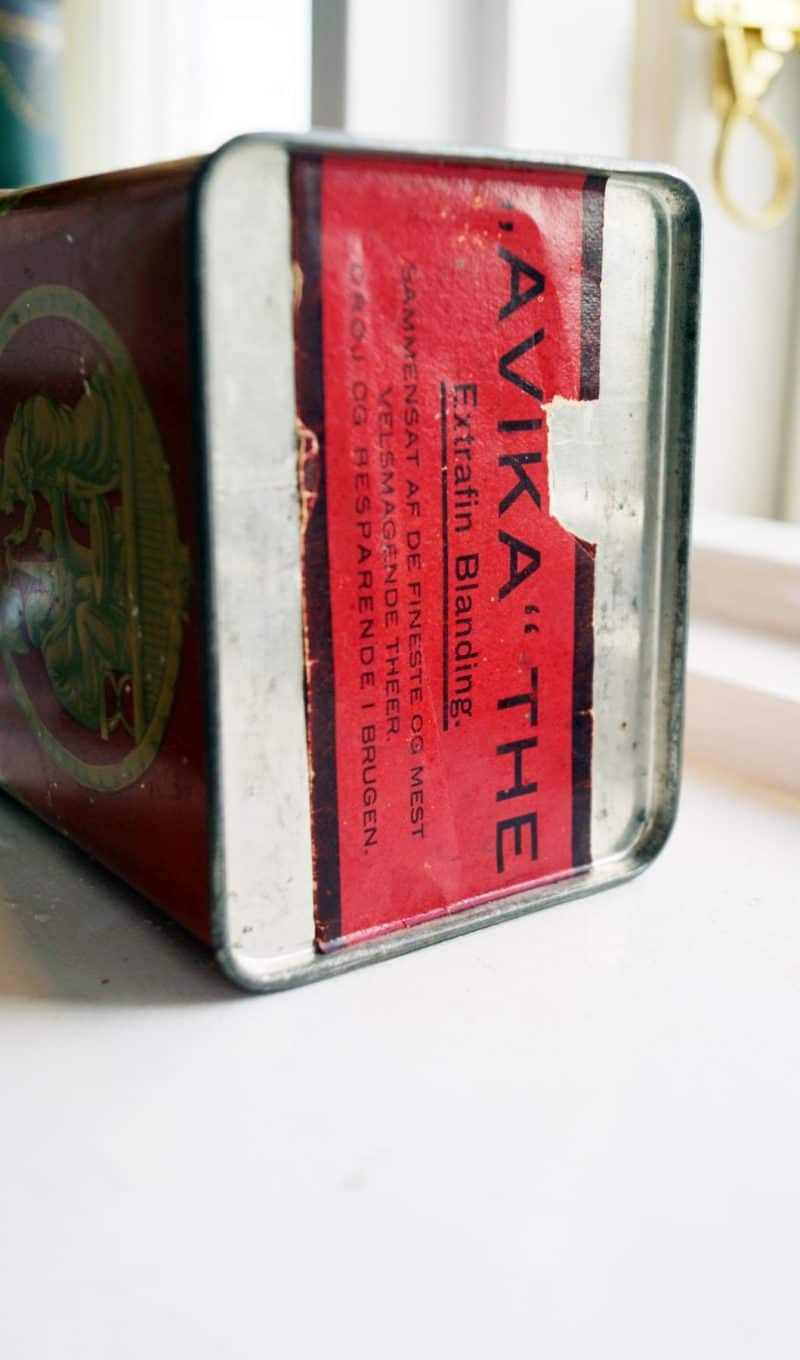 „AVIKA“ THE
Extrafin Blanding.
SAMMENSAT AF DE FINESTE OG MEST
VELSMAGENDE THEER.
DRØJ OG BESPARENDE I BRUGEN.